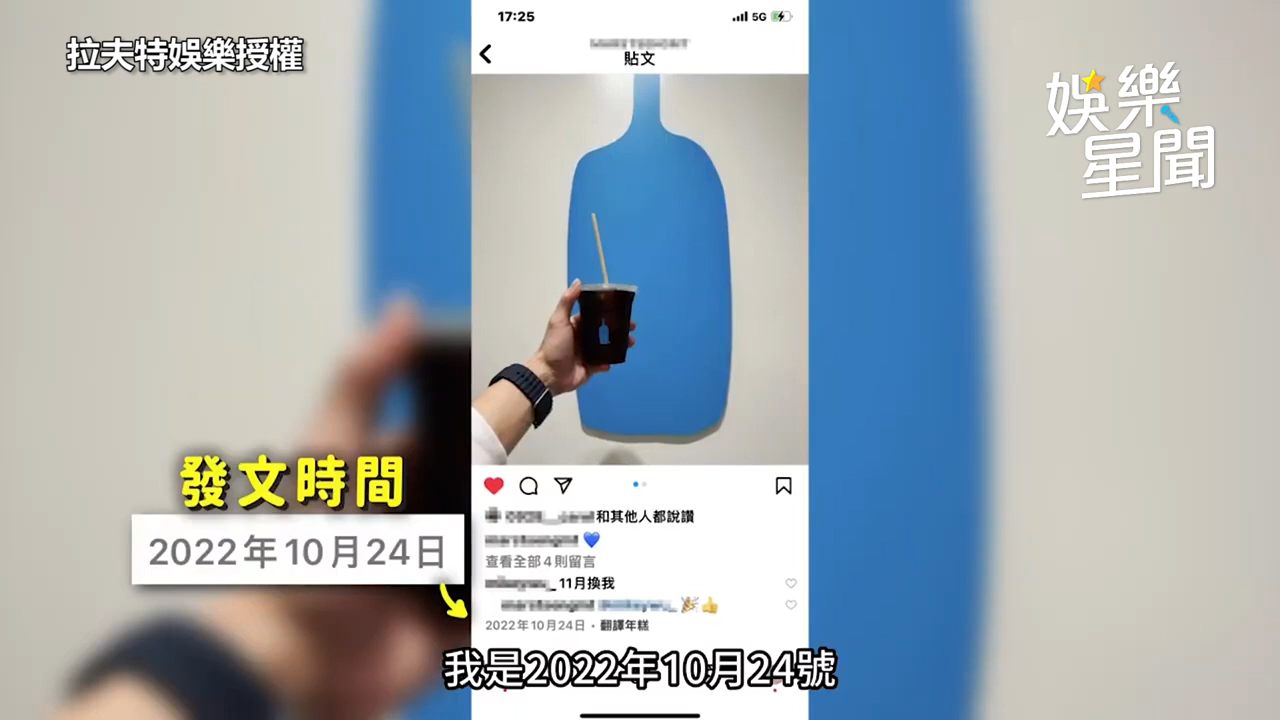 拉夫特娛樂授權
娛樂
星聞
17:25
5G
貼文
和其他人都說讚
💙
查看全部4則留言
11月換我
🎉👍
2022年10月24日・翻譯年糕
發文時間
2022年10月24日
我是2022年10月24號